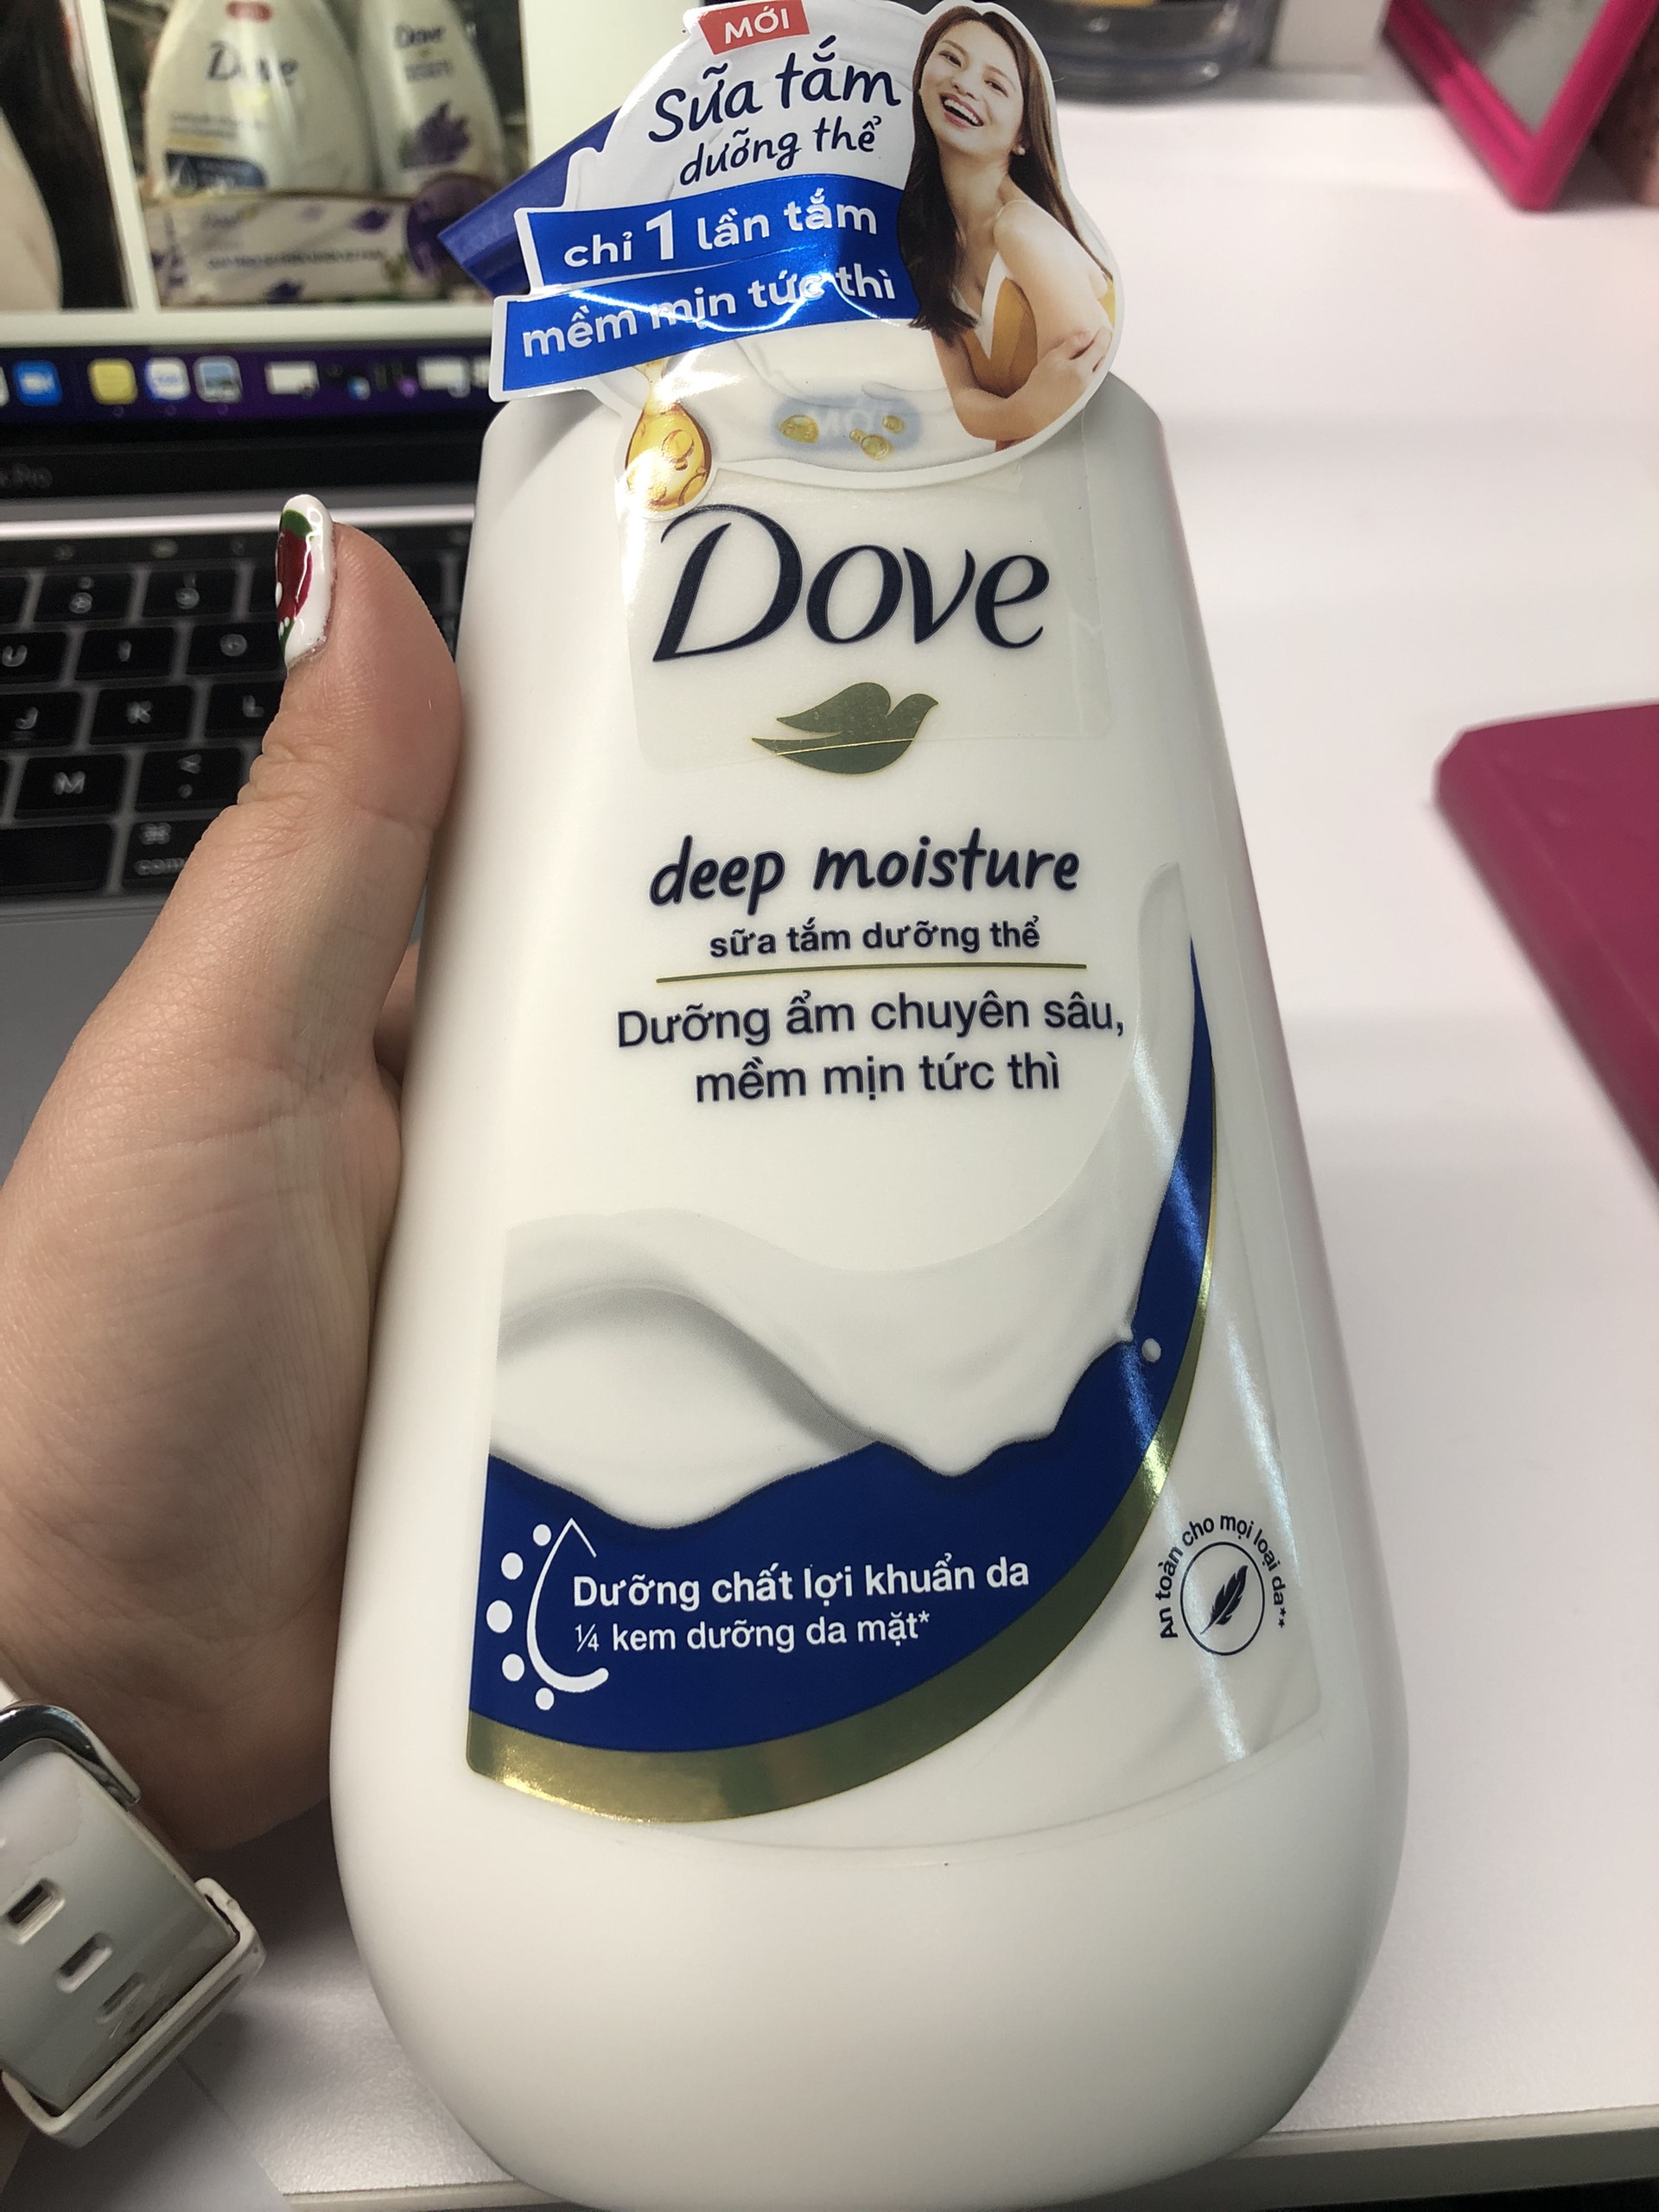 MỚI
Sữa tắm
dưỡng thể
chỉ 1 lần tắm
mềm mịn tức thì
Dove
deep moisture
sữa tắm dưỡng thể
Dưỡng ẩm chuyên sâu,
mềm mịn tức thì
Dưỡng chất lợi khuẩn da
¼ kem dưỡng da mặt*
An toàn cho mọi loại da**
Dove
Dove
U
I
J
K
L
M